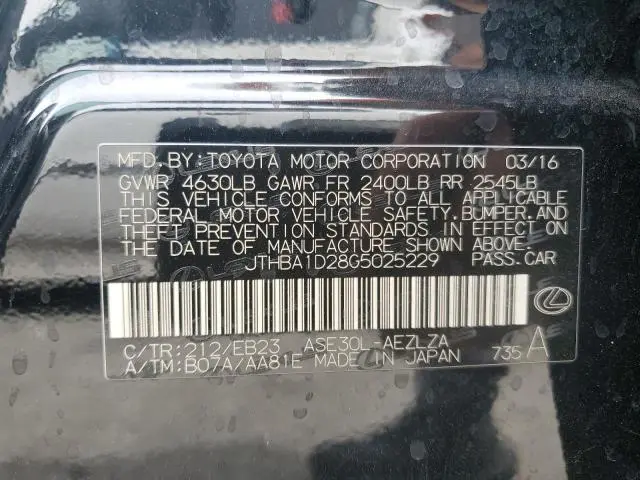 MFD.BY:TOYOTA MOTOR CORPORATION 03/16
GVWR 4630LB GAWR FR 2400LB RR 2545LB
THIS VEHICLE CONFORMS TO ALL APPLICABLE
FEDERAL MOTOR VEHICLE SAFETY,BUMPER,AND
THEFT PREVENTION STANDARDS IN EFFECT ON
THE DATE OF MANUFACTURE SHOWN ABOVE.
JTHBA1D28G5025229 PASS.CAR
C/TR:212/EB23 ASE30L-AEZLZA
A/TM:B07A/AA81E MADE IN JAPAN 735 A